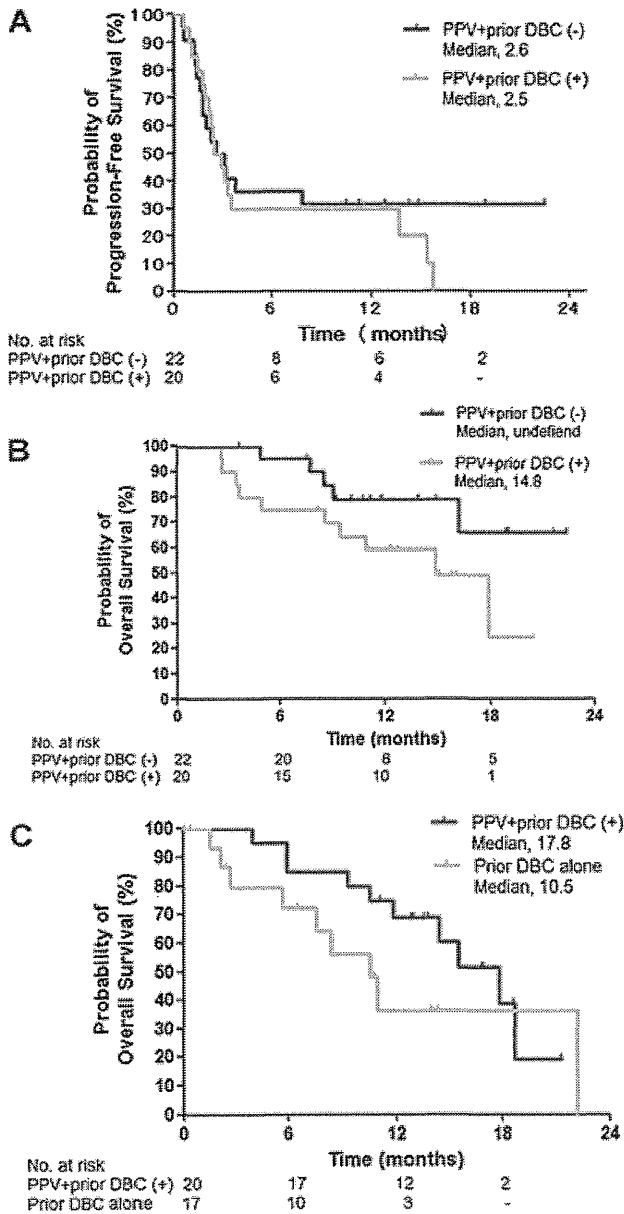 A
PPV+prior DBC (-)
Median, 2.6
PPV+prior DBC (+)
Median, 2.5
Probability of
Progression-Free Survival (%)
100
90
80
70
60
50
40
30
20
10
0
0 6 12 18 24
Time ( months)
No. at risk
PPV+prior DBC (-) 22 8 6 2
PPV+prior DBC (+) 20 6 4 -
B
PPV+prior DBC (-)
Median, undefiend
PPV+prior DBC (+)
Median, 14.8
Probability of
Overall Survival (%)
100
90
80
70
60
50
40
30
20
10
0
0 6 12 18 24
Time (months)
No. at risk
PPV+prior DBC (-) 22 20 8 5
PPV+prior DBC (+) 20 15 10 1
C
PPV+prior DBC (+)
Median, 17.8
Prior DBC alone
Median, 10.5
Probability of
Overall Survival (%)
100
90
80
70
60
50
40
30
20
10
0
0 6 12 18 24
Time (months)
No. at risk
PPV+prior DBC (+) 20 17 12 2
Prior DBC alone 17 10 3 -